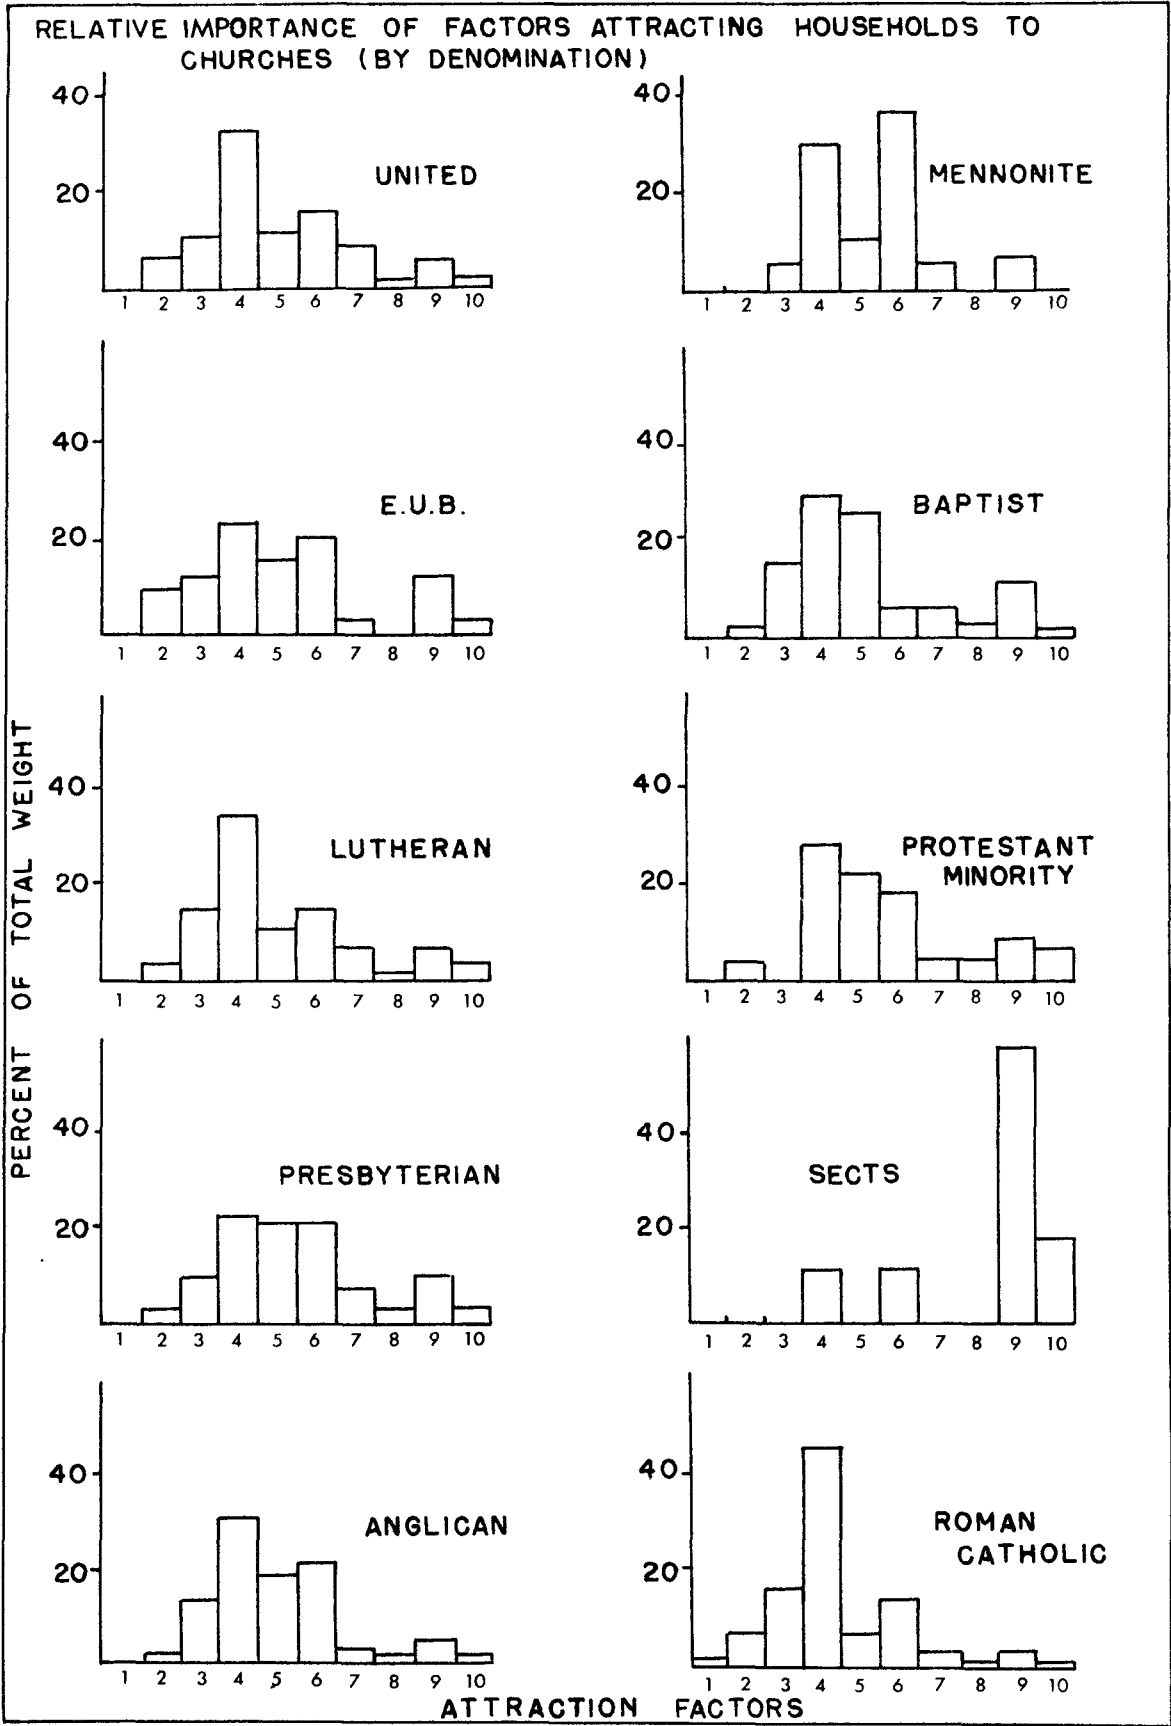 RELATIVE IMPORTANCE OF FACTORS ATTRACTING HOUSEHOLDS TO
CHURCHES (BY DENOMINATION)
40
20
UNITED
1 2 3 4 5 6 7 8 9 10
40
20
MENNONITE
1 2 3 4 5 6 7 8 9 10
40
20
E.U.B.
1 2 3 4 5 6 7 8 9 10
40
20
BAPTIST
1 2 3 4 5 6 7 8 9 10
PERCENT OF TOTAL WEIGHT
40
20
LUTHERAN
1 2 3 4 5 6 7 8 9 10
40
20
PROTESTANT
MINORITY
1 2 3 4 5 6 7 8 9 10
40
20
PRESBYTERIAN
1 2 3 4 5 6 7 8 9 10
40
20
SECTS
1 2 3 4 5 6 7 8 9 10
40
20
ANGLICAN
1 2 3 4 5 6 7 8 9 10
40
20
ROMAN
CATHOLIC
1 2 3 4 5 6 7 8 9 10
ATTRACTION FACTORS